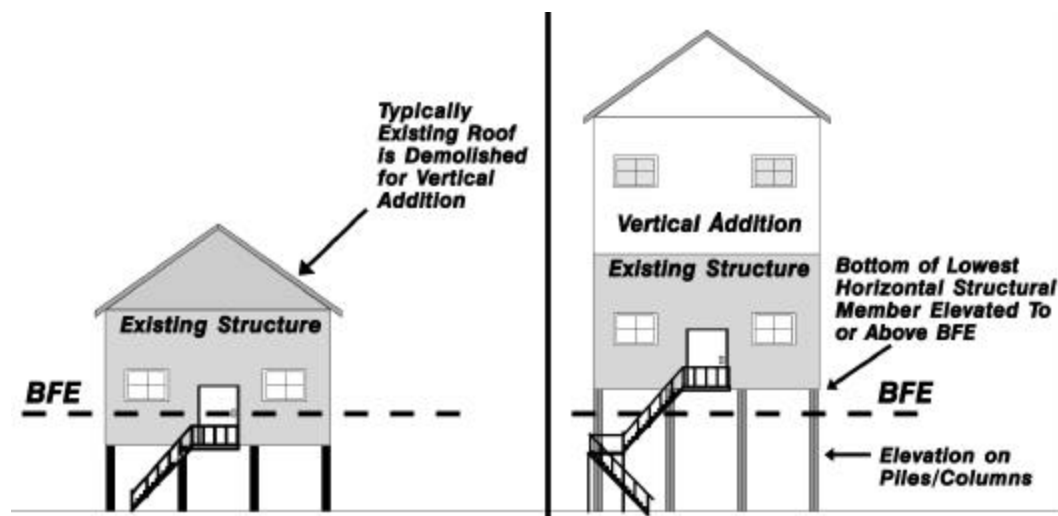 Typically
Existing Roof
is Demolished
for Vertical
Addition
Existing Structure
BFE
Vertical Addition
Existing Structure
Bottom of Lowest
Horizontal Structural
Member Elevated To
or Above BFE
BFE
Elevation on
Piles/Columns